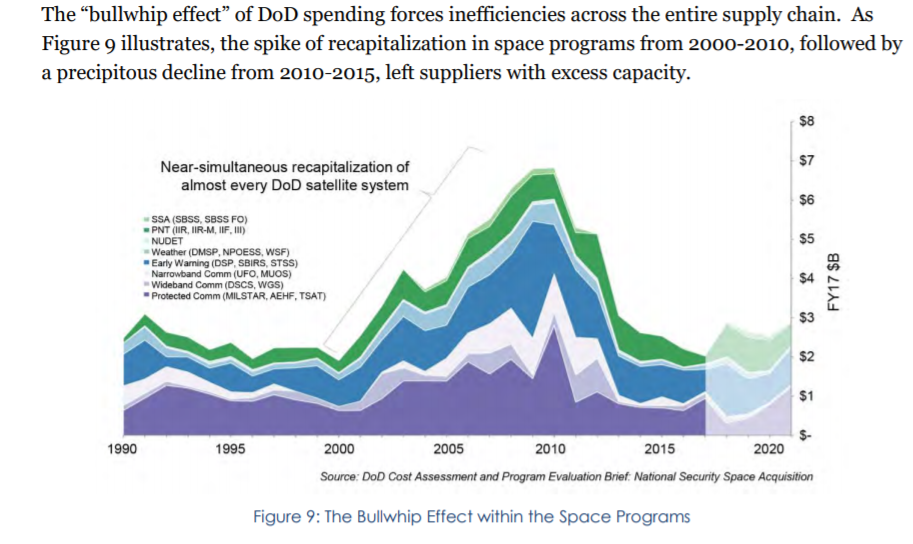 The “bullwhip effect” of DoD spending forces inefficiencies across the entire supply chain.  As
Figure 9 illustrates, the spike of recapitalization in space programs from 2000-2010, followed by
a precipitous decline from 2010-2015, left suppliers with excess capacity.
Near-simultaneous recapitalization of
almost every DoD satellite system
SSA (SBSS, SBSS FO)
PNT (IIR, IIR-M, IIF, III)
NUDET
Weather (DMSP, NPOESS, WSF)
Early Warning (DSP, SBIRS, STSS)
Narrowband Comm (UFO, MUOS)
Wideband Comm (DSCS, WGS)
Protected Comm (MILSTAR, AEHF, TSAT)
$8
$7
$6
$5
$4
$3
$2
$1
$-
FA17 $B
1990 1995 2000 2005 2010 2015 2020
Source: DoD Cost Assessment and Program Evaluation Brief: National Security Space Acquisition
Figure 9: The Bullwhip Effect within the Space Programs